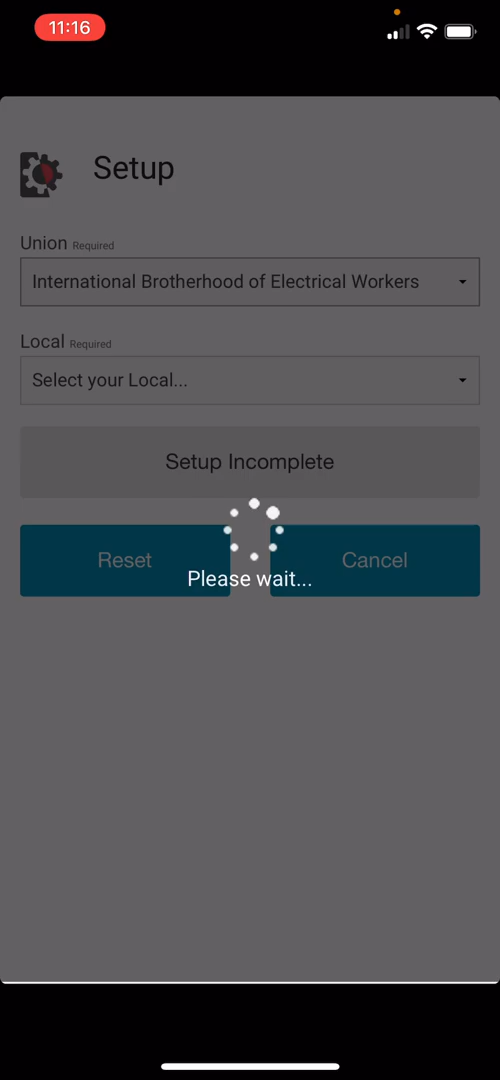 11:16
Setup
Union Required
International Brotherhood of Electrical Workers
Local Required
Select your Local...
Setup Incomplete
Reset
Cancel
Please wait...